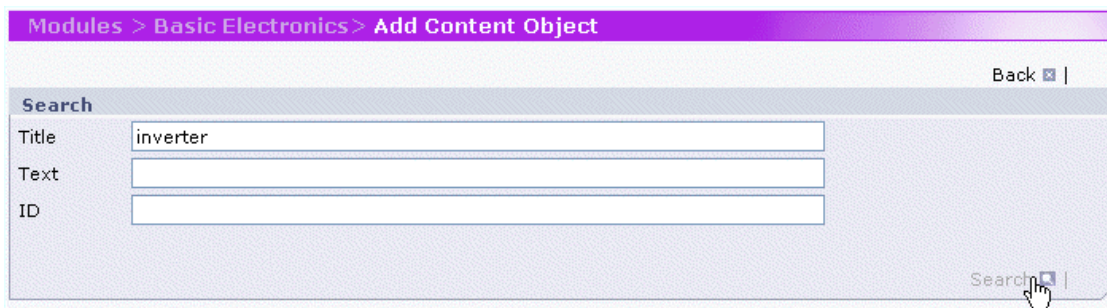 Modules > Basic Electronics> Add Content Object
Back |
Search
Title inverter
Text
ID
Search |